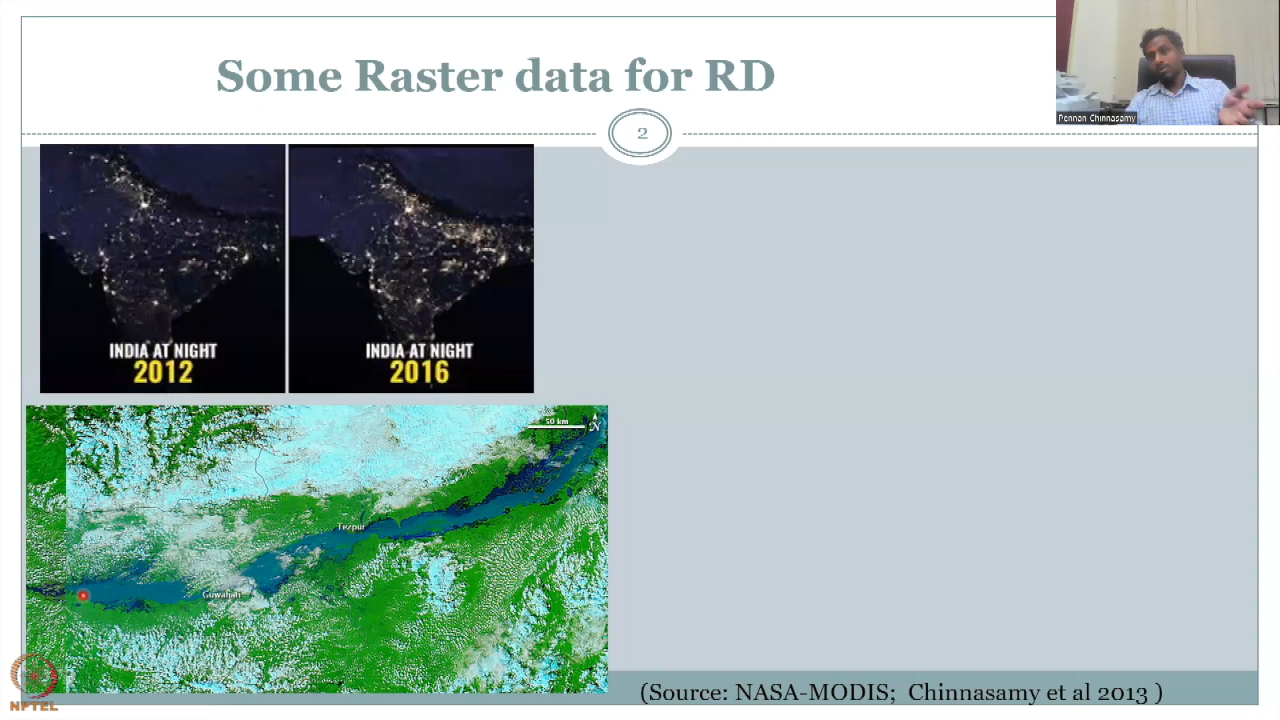 Some Raster data for RD
Pennan Chinnasamy
2
INDIA AT NIGHT
2012
INDIA AT NIGHT
2016
50 km
N
Tezpur
Guwahati
NPTEL
(Source: NASA-MODIS; Chinnasamy et al 2013 )